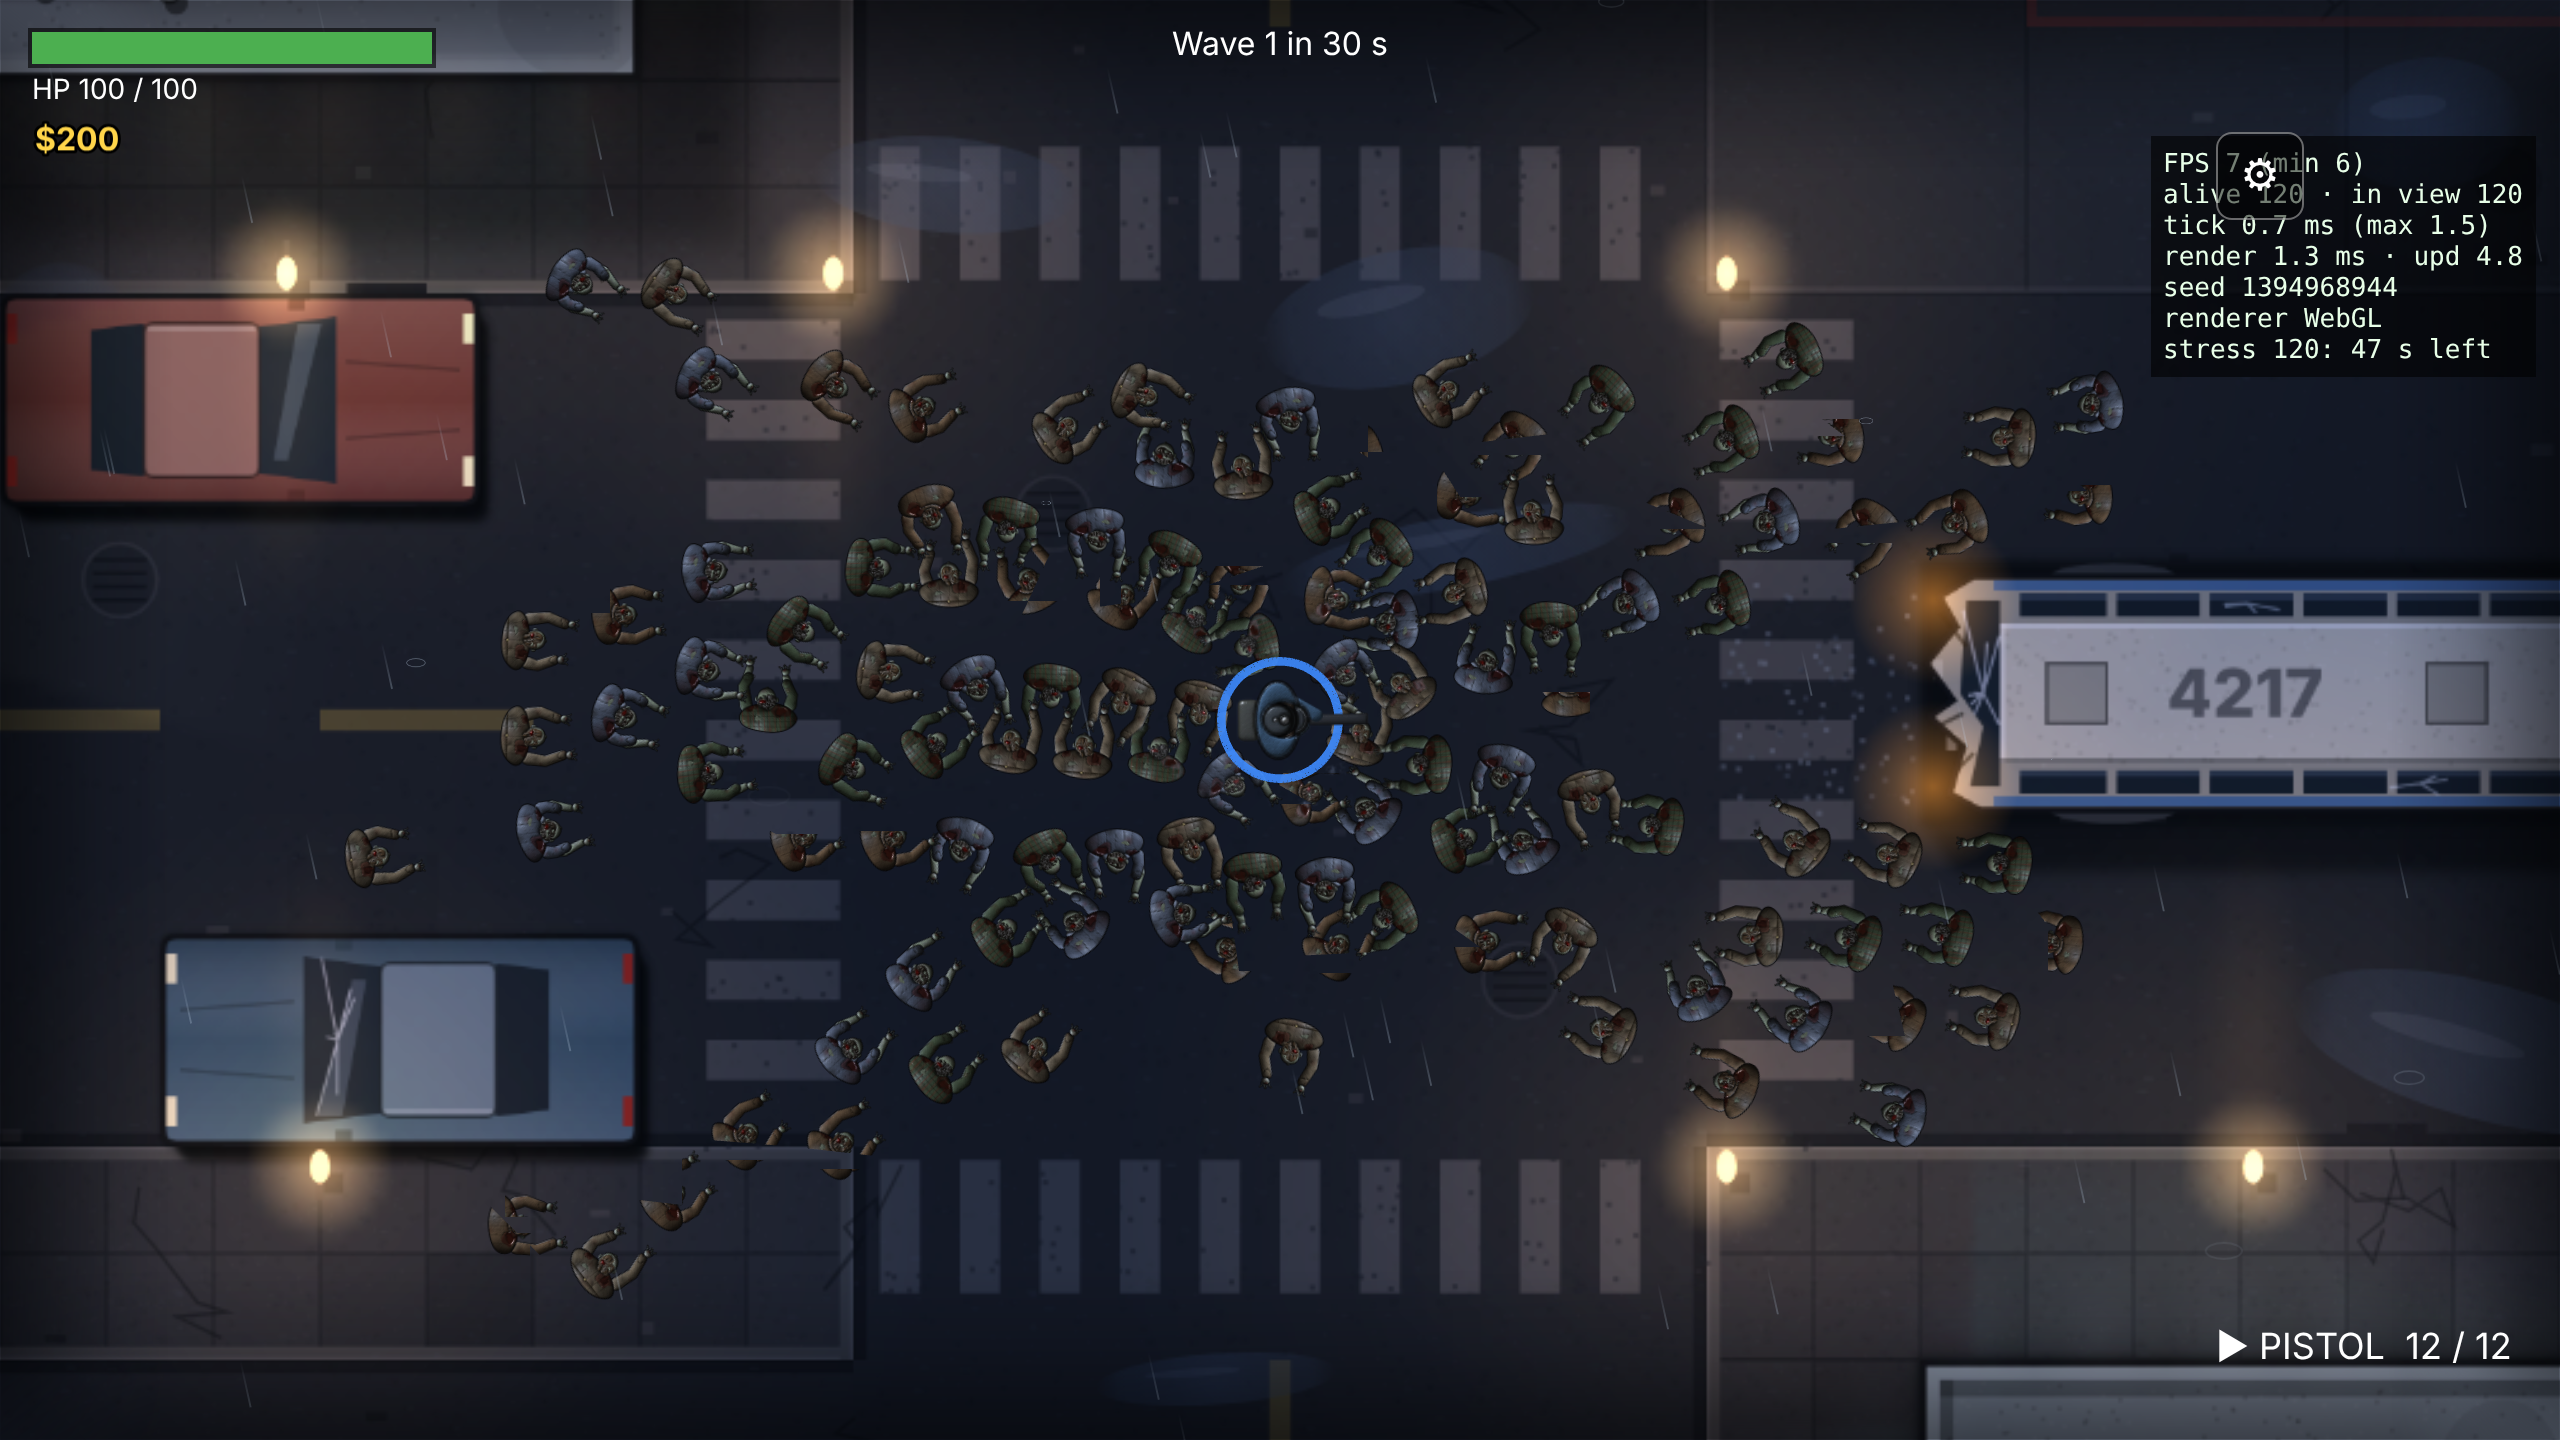 Wave 1 in 30 s
HP 100 / 100
$200
FPS 7 (min 6)
alive 120 · in view 120
tick 0.7 ms (max 1.5)
render 1.3 ms · upd 4.8
seed 1394968944
renderer WebGL
stress 120: 47 s left
4217
▶ PISTOL 12 / 12